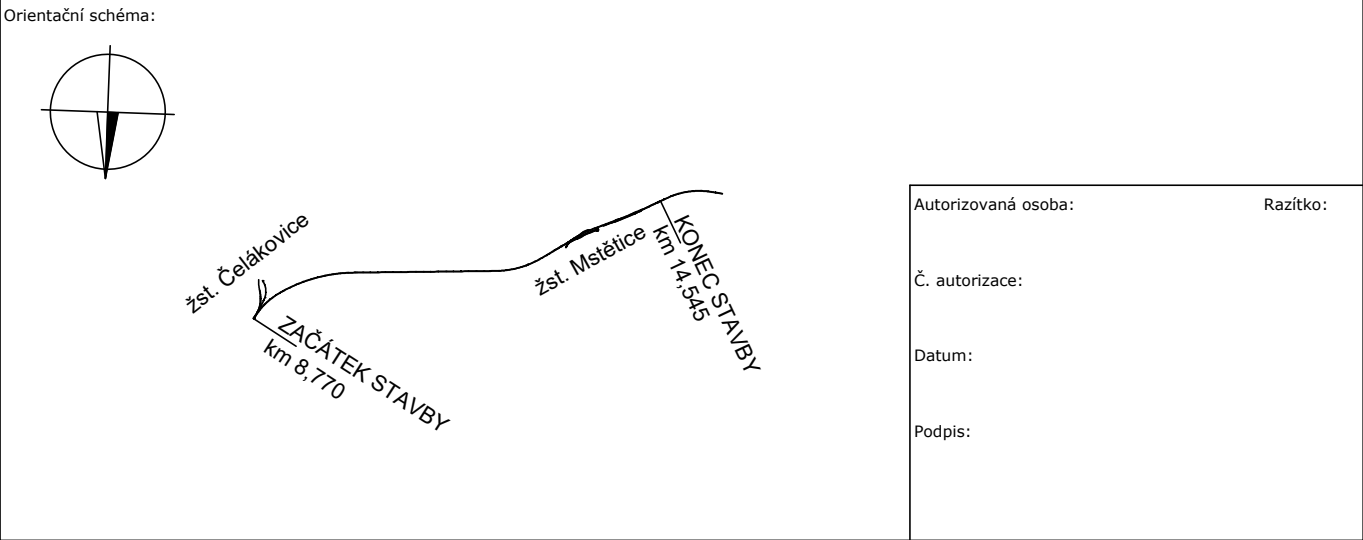 Orientační schéma:
žst. Čelákovice
ZAČÁTEK STAVBY
km 8,770
žst. Mstětice
KONEC STAVBY
km 14,545
Autorizovaná osoba:
Razítko:
Č. autorizace:
Datum:
Podpis: